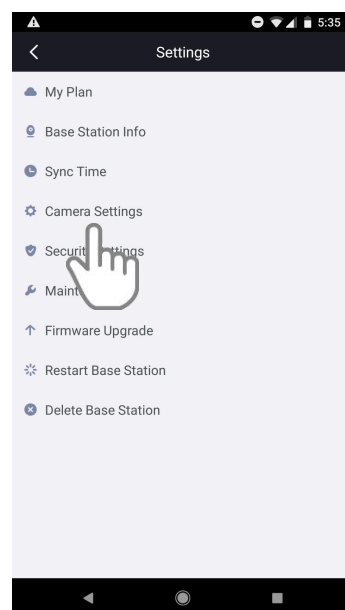 5:35
Settings
My Plan
Base Station Info
Sync Time
Camera Settings
Maint
Firmware Upgrade
Restart Base Station
Delete Base Station